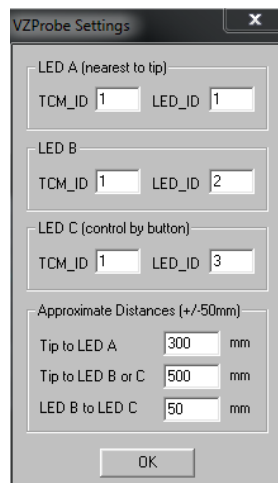 VZProbe Settings X
LED A (nearest to tip)
TCM_ID 1 LED_ID 1
LED B
TCM_ID 1 LED_ID 2
LED C (control by button)
TCM_ID 1 LED_ID 3
Approximate Distances (+/-50mm)
Tip to LED A 300 mm
Tip to LED B or C 500 mm
LED B to LED C 50 mm
OK